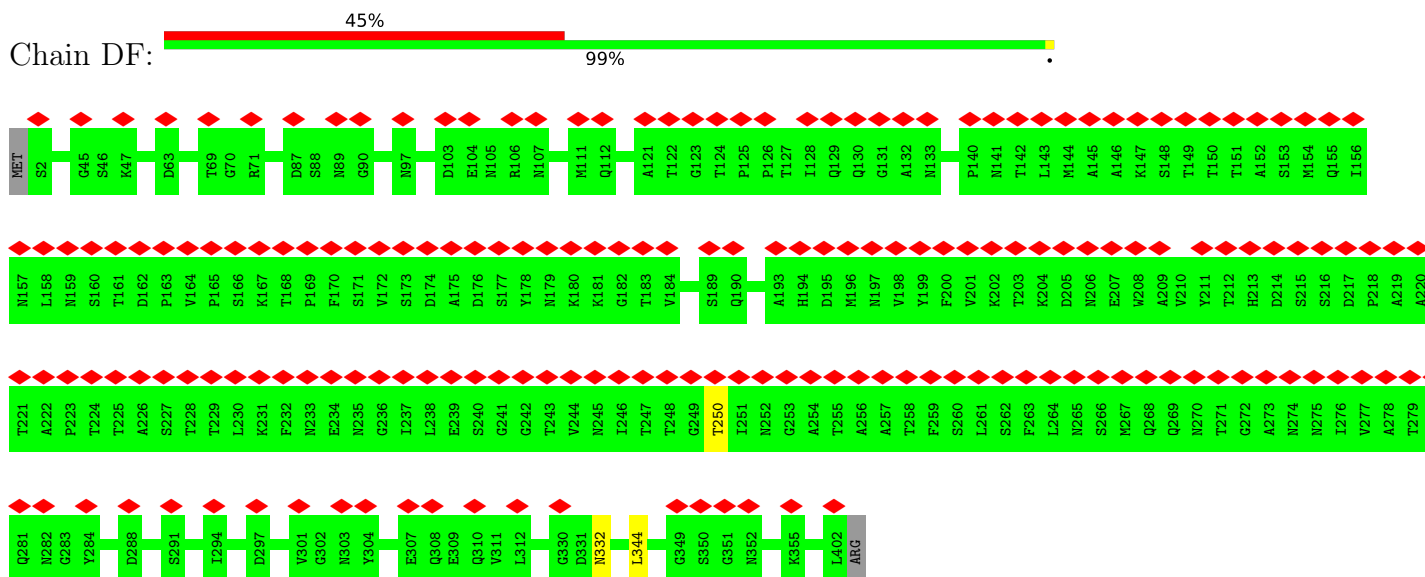 45%
Chain DF:
99%
•
MET S2 G45 S46 K47 D63 T69 G70 R71 D87 S88 N89 G90 N97 D103 E104 N105 R106 N107 M111 Q112 A121 T122 G123 T124 P125 P126 T127 I128 Q129 Q130 G131 A132 N133 P140 N141 T142 L143 M144 A145 A146 K147 S148 T149 T150 T151 A152 S153 M154 Q155 I156
N157 L158 N159 S160 T161 D162 P163 V164 P165 S166 K167 T168 P169 F170 S171 V172 S173 D174 A175 D176 S177 Y178 N179 K180 K181 G182 T183 V184 S189 Q190 A193 H194 D195 M196 N197 V198 Y199 F200 V201 K202 T203 K204 D205 N206 E207 W208 A209 V210 Y211 T212 H213 D214 S215 S216 D217 P218 A219 A220
T221 A222 P223 T224 T225 A226 S227 T228 T229 L230 K231 F232 N233 E234 N235 G236 I237 L238 E239 S240 G241 G242 T243 V244 N245 I246 T247 T248 G249 T250 I251 N252 G253 A254 T255 A256 A257 T258 F259 S260 L261 S262 F263 L264 N265 S266 M267 Q268 Q269 N270 T271 G272 A273 N274 N275 I276 V277 A278 T279
Q281 N282 G283 Y284 D288 S291 I294 D297 V301 G302 N303 Y304 E307 Q308 E309 Q310 V311 L312 G330 D331 N332 L344 G349 S350 G351 N352 K355 L402 ARG